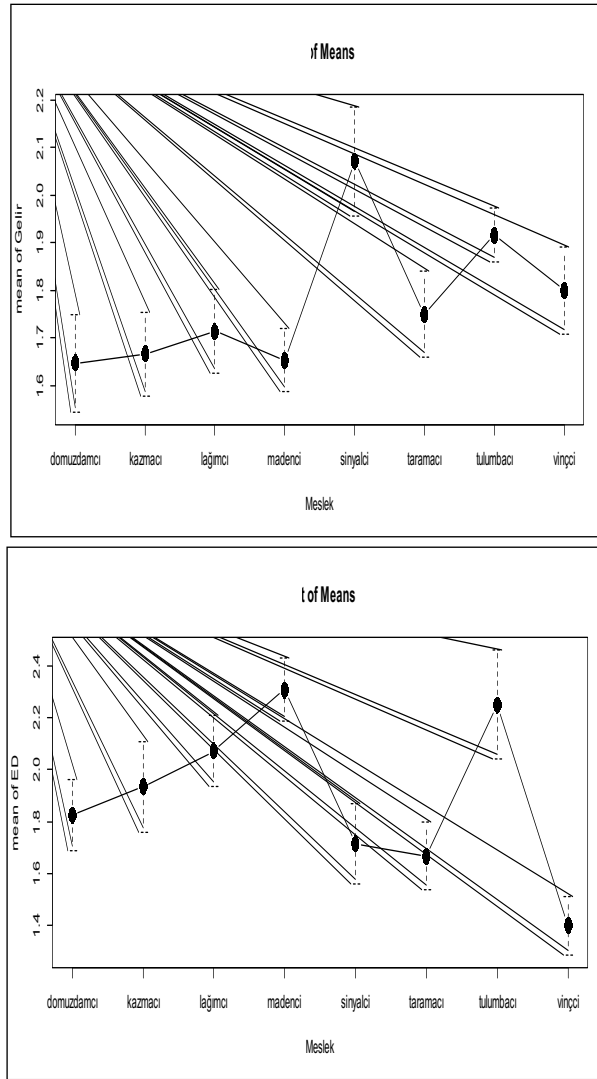 of Means
mean of Gelir
2.2
2.1
2.0
1.9
1.8
1.7
1.6
domuzdamcı kazmacı lağımcı madenci sinyalci taramacı tulumbacı vinçci
Meslek
t of Means
mean of ED
2.4
2.2
2.0
1.8
1.6
1.4
domuzdamcı kazmacı lağımcı madenci sinyalci taramacı tulumbacı vinçci
Meslek